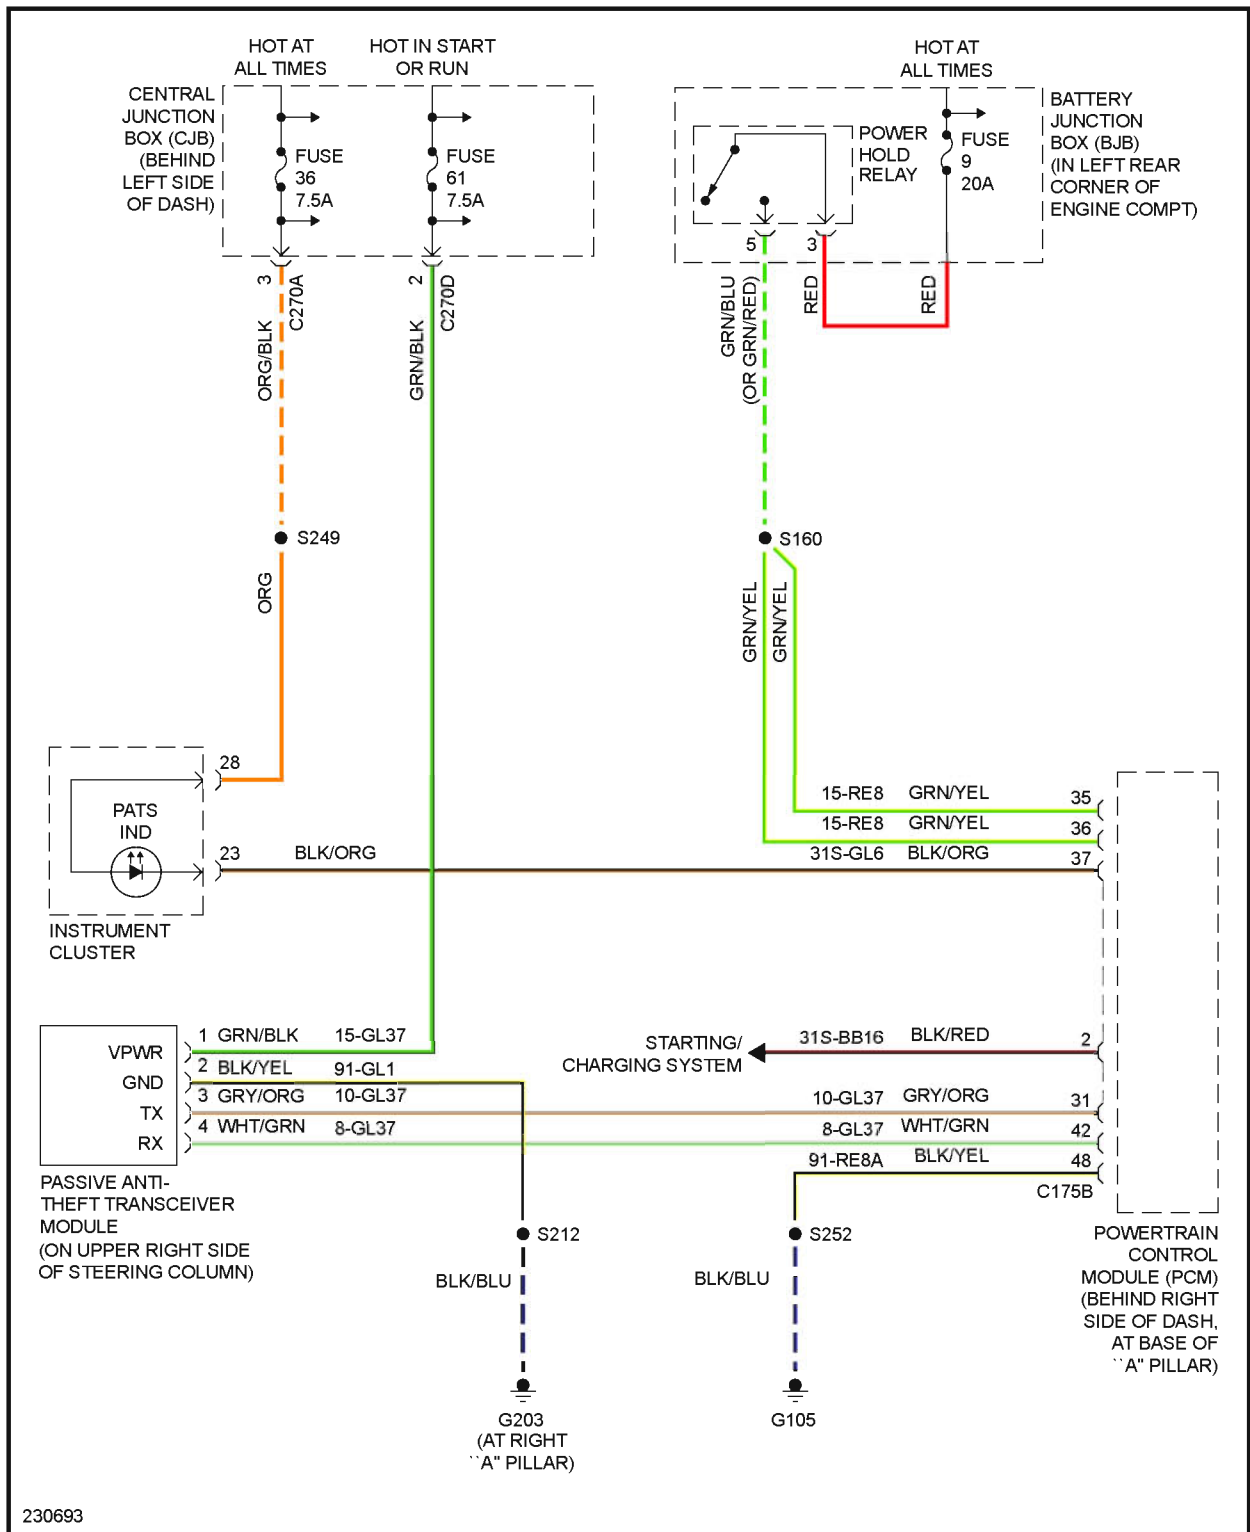 HOT AT
ALL TIMES
HOT IN START
OR RUN
HOT AT
ALL TIMES
CENTRAL
JUNCTION
BOX (CJB)
(BEHIND
LEFT SIDE
OF DASH)
FUSE
36
7.5A
FUSE
61
7.5A
POWER
HOLD
RELAY
FUSE
9
20A
BATTERY
JUNCTION
BOX (BJB)
(IN LEFT REAR
CORNER OF
ENGINE COMPT)
3
C270A
2
C270D
5
3
ORG/BLK
GRN/BLK
GRN/BLU
(OR GRN/RED)
RED
RED
S249
S160
ORG
GRN/YEL
GRN/YEL
28
PATS
IND
23
BLK/ORG
INSTRUMENT
CLUSTER
15-RE8 GRN/YEL 35
15-RE8 GRN/YEL 36
31S-GL6 BLK/ORG 37
VPWR
GND
TX
RX
1 GRN/BLK 15-GL37
2 BLK/YEL 91-GL1
3 GRY/ORG 10-GL37
4 WHT/GRN 8-GL37
STARTING/
CHARGING SYSTEM
31S-BB16 BLK/RED 2
10-GL37 GRY/ORG 31
8-GL37 WHT/GRN 42
91-RE8A BLK/YEL 48
C175B
PASSIVE ANTI-
THEFT TRANSCEIVER
MODULE
(ON UPPER RIGHT SIDE
OF STEERING COLUMN)
S212
S252
BLK/BLU
BLK/BLU
POWERTRAIN
CONTROL
MODULE (PCM)
(BEHIND RIGHT
SIDE OF DASH,
AT BASE OF
``A" PILLAR)
G203
(AT RIGHT
``A" PILLAR)
G105
230693